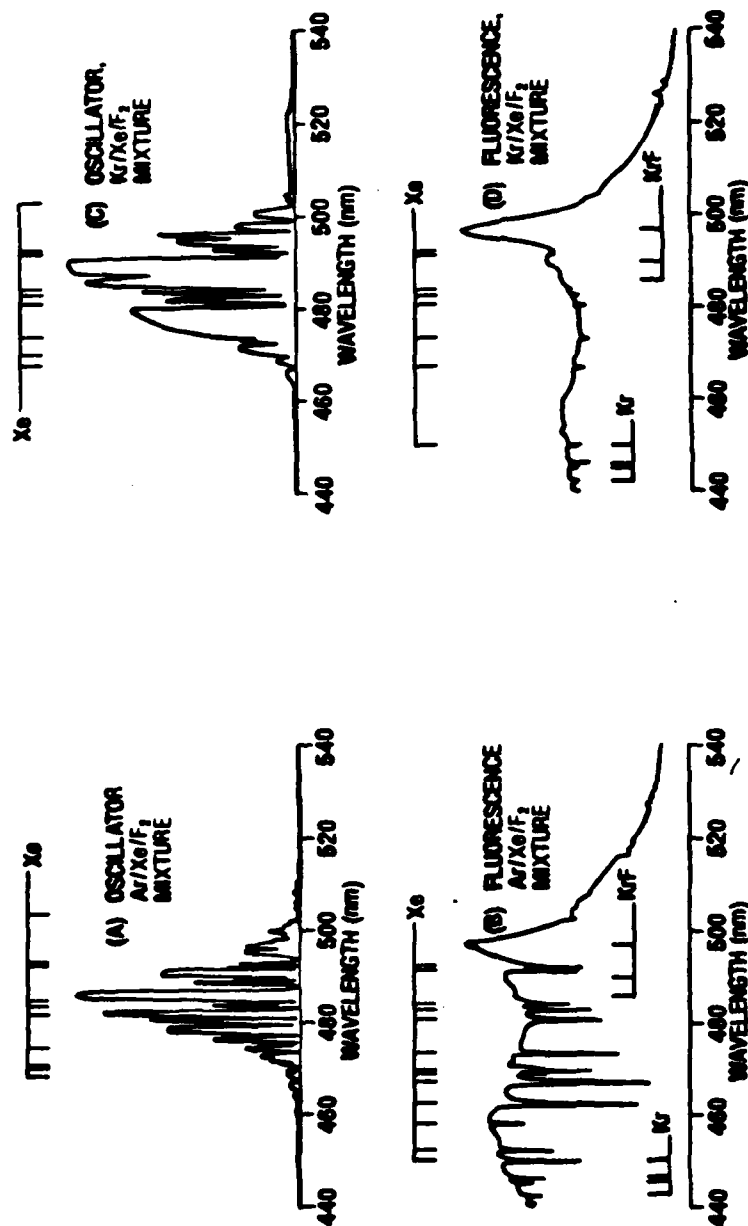 Xe
(A) OSCILLATOR
Ar/Xe/F₂
MIXTURE
440 460 480 500 520 540
WAVELENGTH (nm)
Xe
(B) FLUORESCENCE
Ar/Xe/F₂
MIXTURE
Kr
KrF
440 460 480 500 520 540
WAVELENGTH (nm)
Xe
(C) OSCILLATOR,
Kr/Xe/F₂
MIXTURE
440 460 480 500 520 540
WAVELENGTH (nm)
Xe
(D) FLUORESCENCE,
Kr/Xe/F₂
MIXTURE
Kr
KrF
440 460 480 500 520 540
WAVELENGTH (nm)